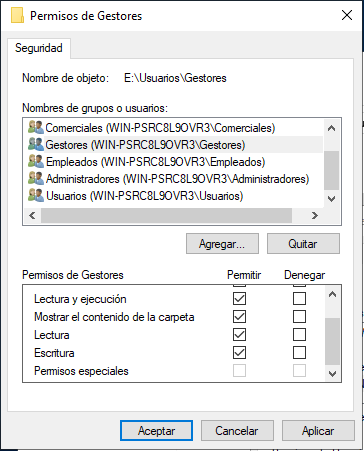 Permisos de Gestores
Seguridad
Nombre de objeto: E:\Usuarios\Gestores
Nombres de grupos o usuarios:
Comerciales (WIN-PSRC8L9OVR3\Comerciales)
Gestores (WIN-PSRC8L9OVR3\Gestores)
Empleados (WIN-PSRC8L9OVR3\Empleados)
Administradores (WIN-PSRC8L9OVR3\Administradores)
Usuarios (WIN-PSRC8L9OVR3\Usuarios)
Agregar... Quitar
Permisos de Gestores Permitir Denegar
Lectura y ejecución
Mostrar el contenido de la carpeta
Lectura
Escritura
Permisos especiales
Aceptar Cancelar Aplicar